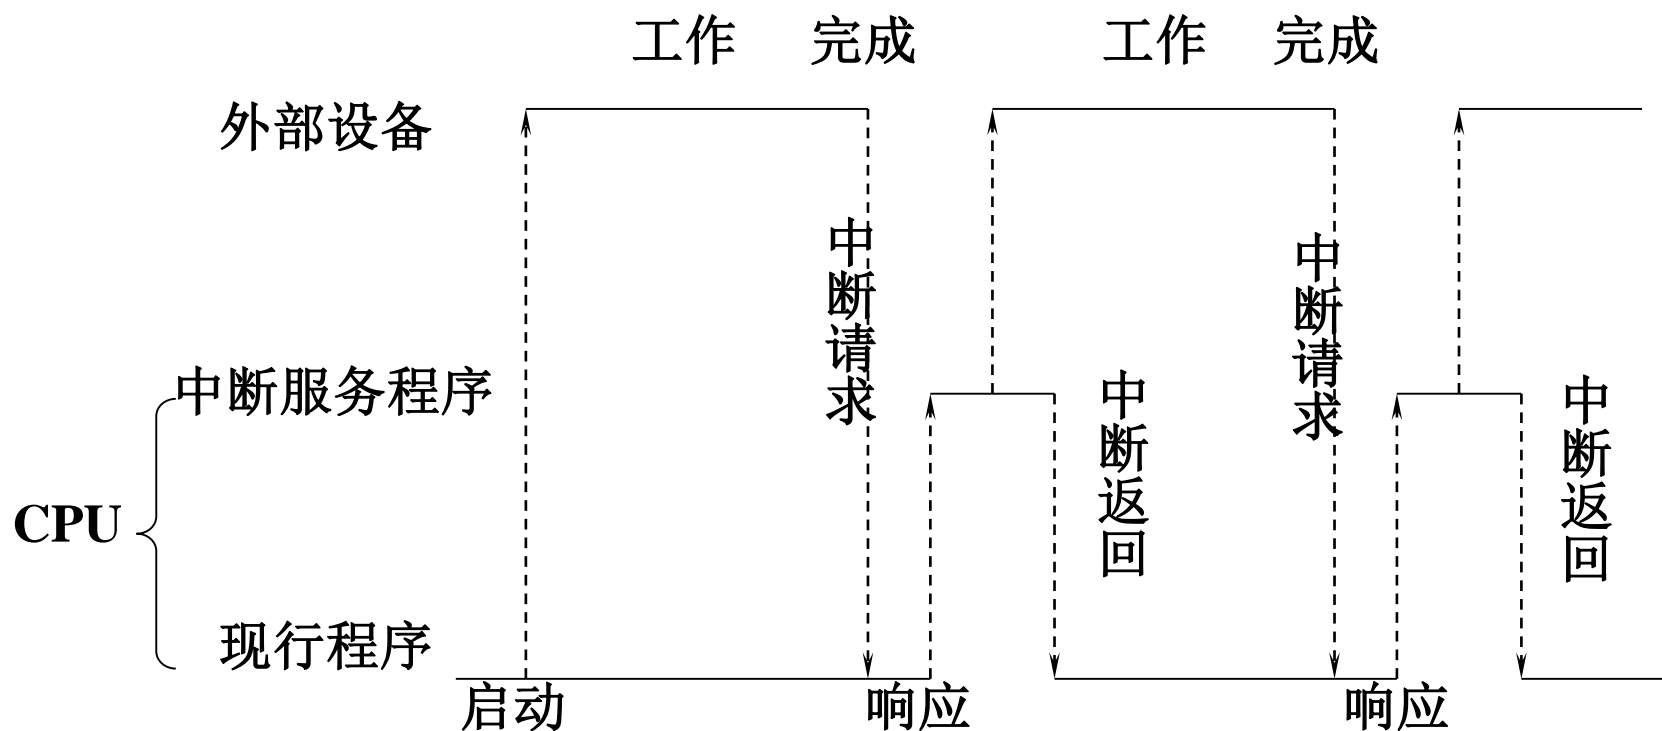 工作 完成 工作 完成
外部设备
中断请求
中断请求
中断服务程序
中断返回
中断返回
CPU
现行程序
启动 响应 响应